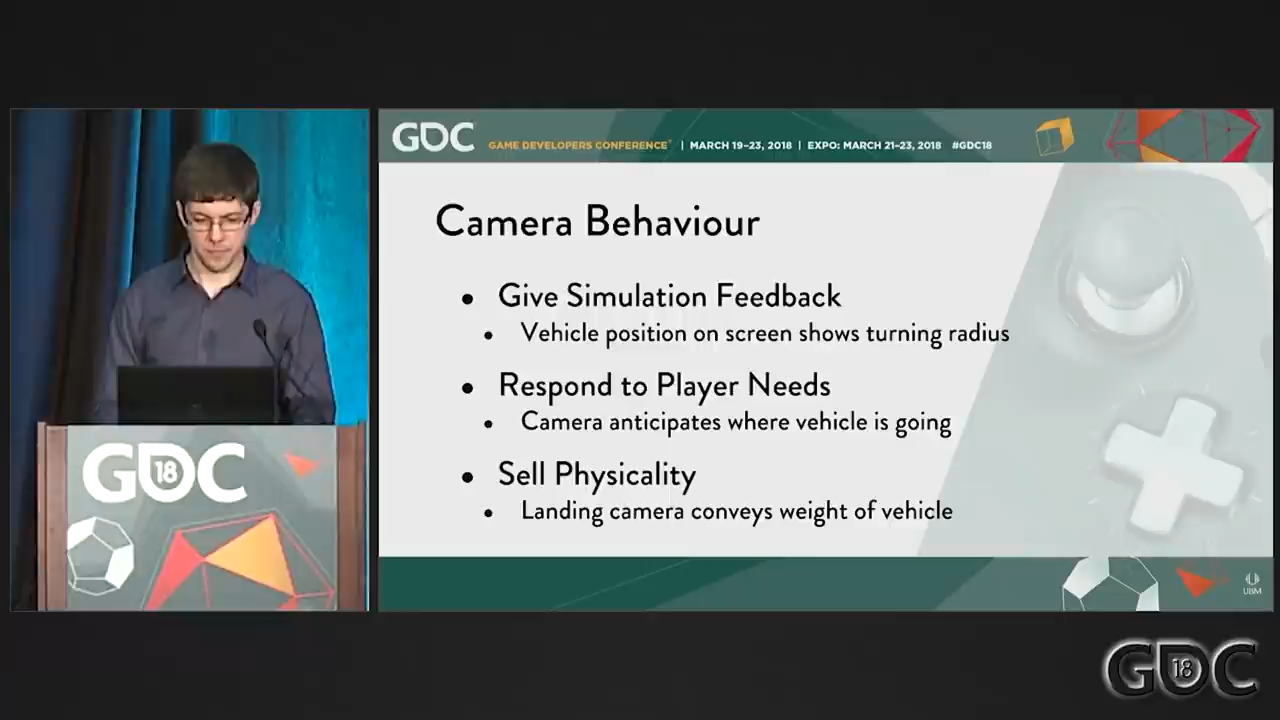 GDC GAME DEVELOPERS CONFERENCE® | MARCH 19–23, 2018 | EXPO: MARCH 21–23, 2018 #GDC18
Camera Behaviour
• Give Simulation Feedback
• Vehicle position on screen shows turning radius
• Respond to Player Needs
• Camera anticipates where vehicle is going
• Sell Physicality
• Landing camera conveys weight of vehicle
UBM
GDC 18
GDC 18